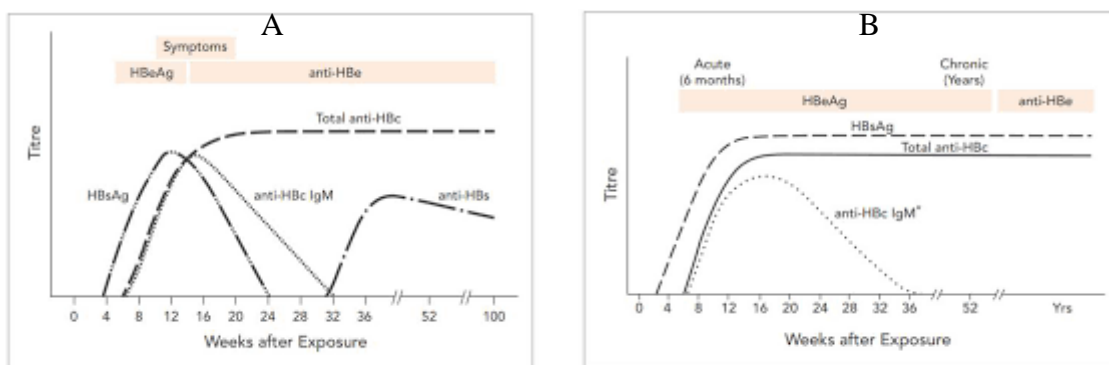 A
Symptoms
HBeAg
anti-HBe
Total anti-HBc
HBsAg
anti-HBc IgM
anti-HBs
Titre
0 4 8 12 16 20 24 28 32 36 52 100
Weeks after Exposure
B
Acute
(6 months)
Chronic
(Years)
HBeAg
anti-HBe
HBsAg
Total anti-HBc
anti-HBc IgM*
Titre
0 4 8 12 16 20 24 28 32 36 52 Yrs
Weeks after Exposure